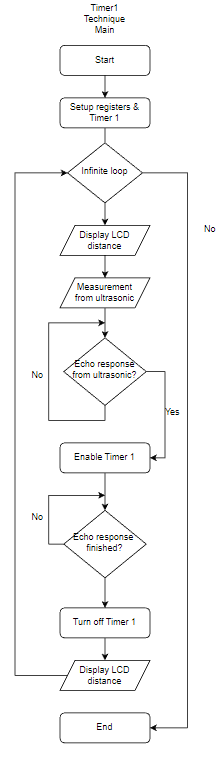 Timer1
Technique
Main
Start
Setup registers &
Timer 1
Infinite loop
No
Display LCD
distance
Measurement
from ultrasonic
Echo response
from ultrasonic?
No
Yes
Enable Timer 1
No
Echo response
finished?
Turn off Timer 1
Display LCD
distance
End